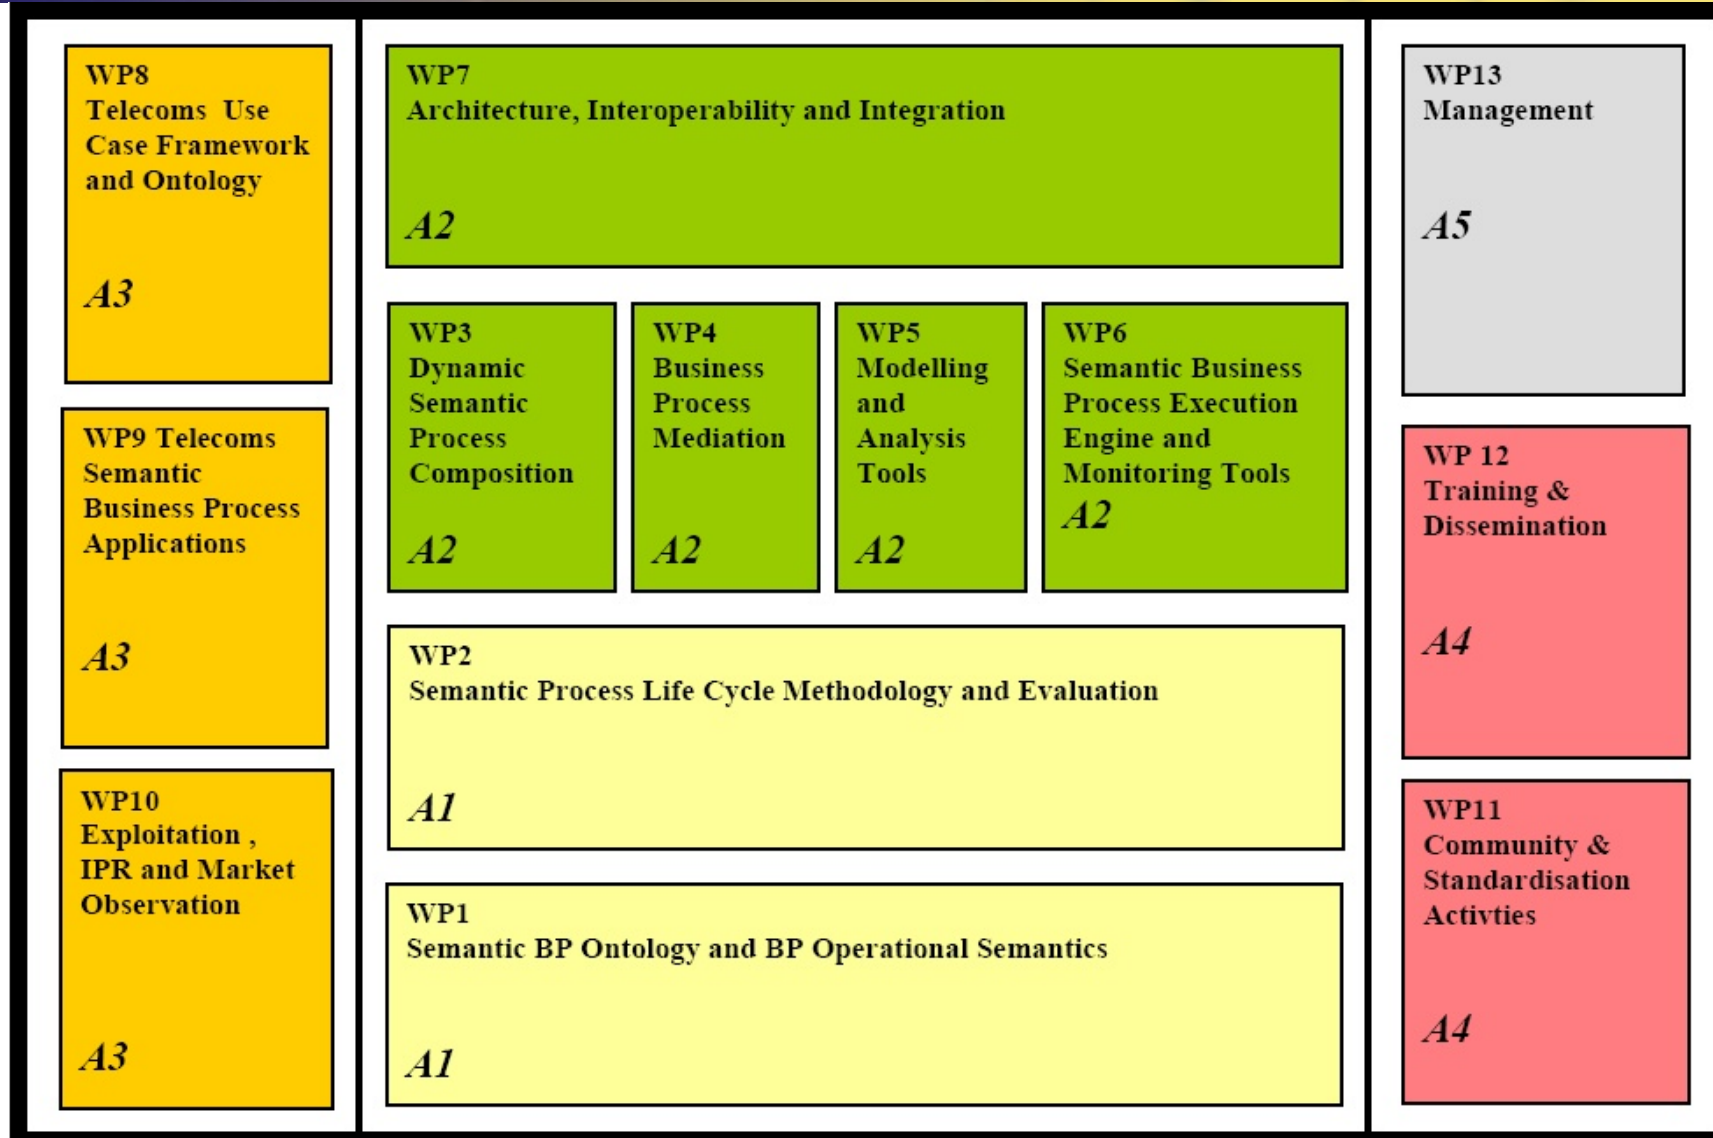 WP8
Telecoms Use
Case Framework
and Ontology
A3
WP9 Telecoms
Semantic
Business Process
Applications
A3
WP10
Exploitation ,
IPR and Market
Observation
A3
WP7
Architecture, Interoperability and Integration
A2
WP3
Dynamic
Semantic
Process
Composition
A2
WP4
Business
Process
Mediation
A2
WP5
Modelling
and
Analysis
Tools
A2
WP6
Semantic Business
Process Execution
Engine and
Monitoring Tools
A2
WP2
Semantic Process Life Cycle Methodology and Evaluation
A1
WP1
Semantic BP Ontology and BP Operational Semantics
A1
WP13
Management
A5
WP 12
Training &
Dissemination
A4
WP11
Community &
Standardisation
Activties
A4